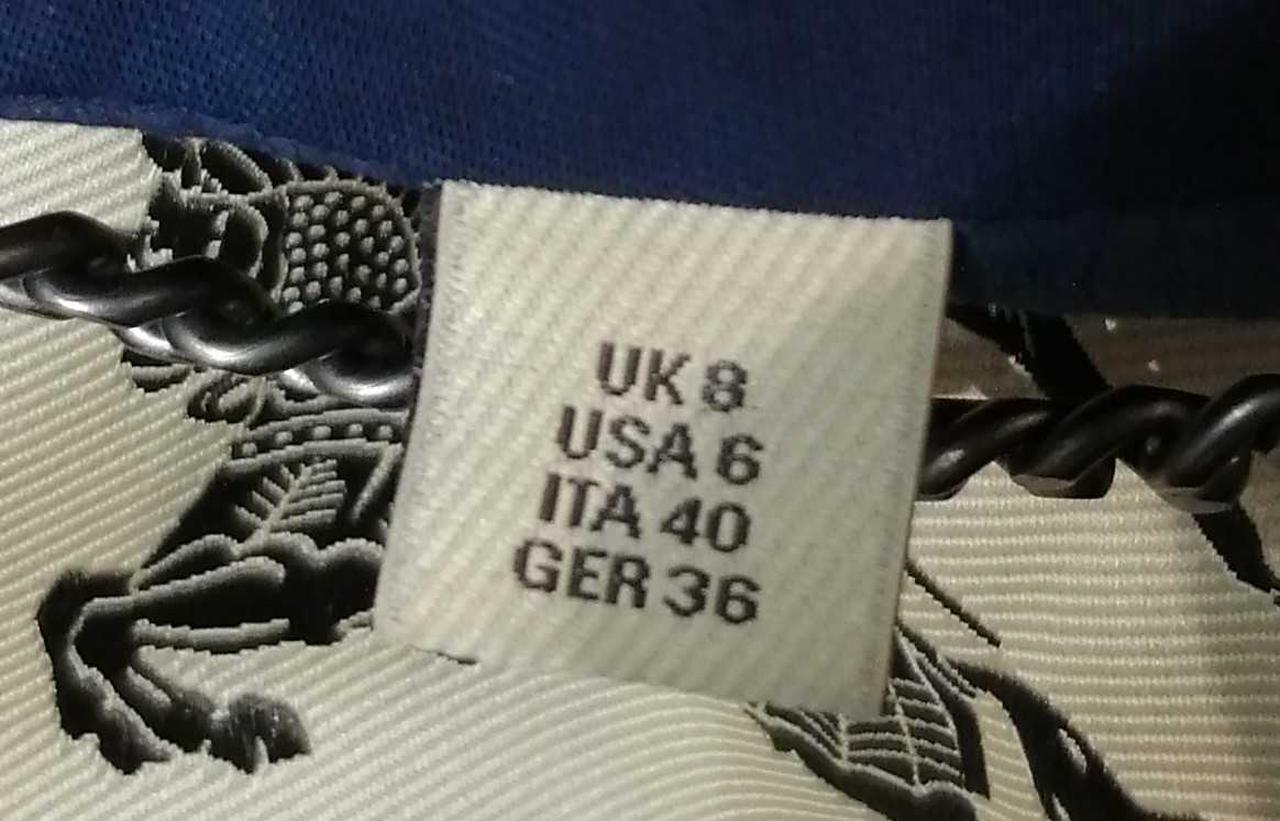 UK 8
USA 6
ITA 40
GER 36